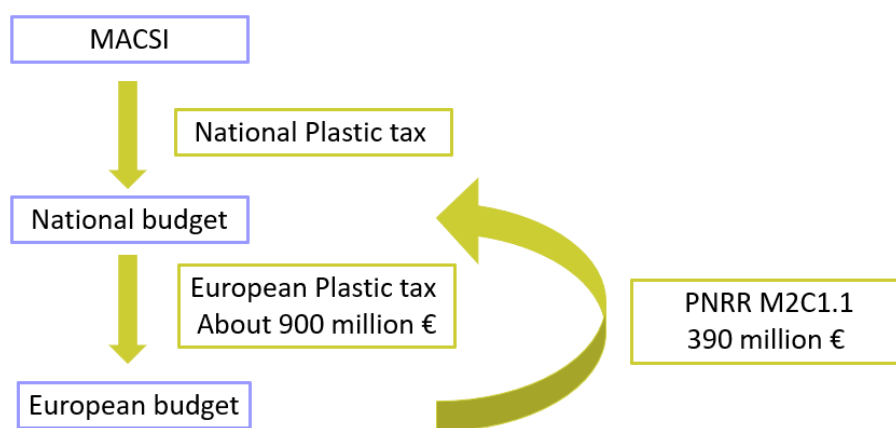 MACSI
National Plastic tax
National budget
European Plastic tax
About 900 million €
PNRR M2C1.1
390 million €
European budget